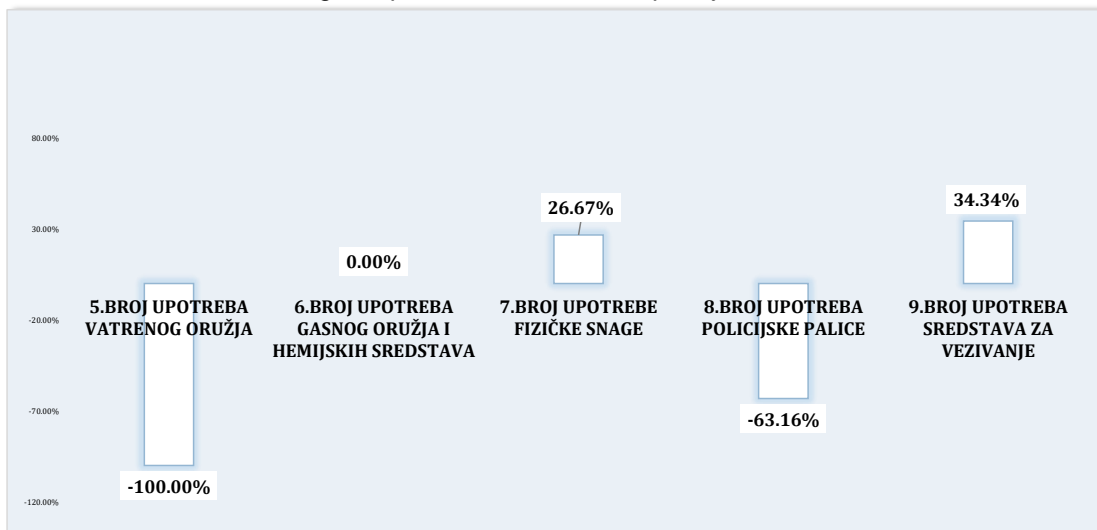 80.00%
30.00%
-20.00%
-70.00%
-120.00%
-100.00%
0.00%
26.67%
-63.16%
34.34%
5.BROJ UPOTREBA
VATRENOG ORUŽJA
6.BROJ UPOTREBA
GASNOG ORUŽJA I
HEMIJSKIH SREDSTAVA
7.BROJ UPOTREBE
FIZIČKE SNAGE
8.BROJ UPOTREBA
POLICIJSKE PALICE
9.BROJ UPOTREBA
SREDSTAVA ZA
VEZIVANJE